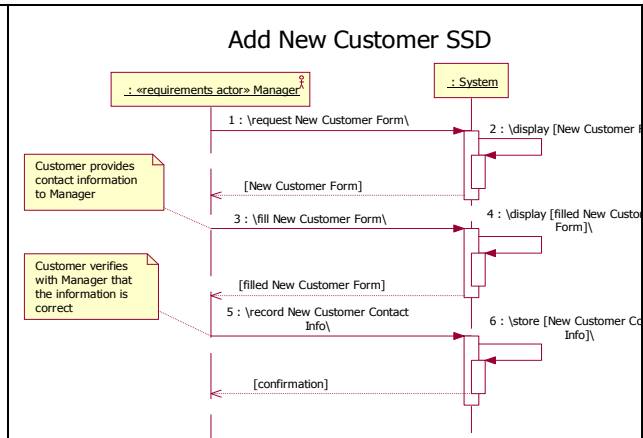 Add New Customer SSD
: «requirements actor» Manager
: System
1 : \request New Customer Form\
2 : \display [New Customer
Customer provides
contact information
to Manager
[New Customer Form]
3 : \fill New Customer Form\
4 : \display [filled New Custo
Form]\
Customer verifies
with Manager that
the information is
correct
[filled New Customer Form]
5 : \record New Customer Contact
Info\
6 : \store [New Customer Co
Info]\
[confirmation]